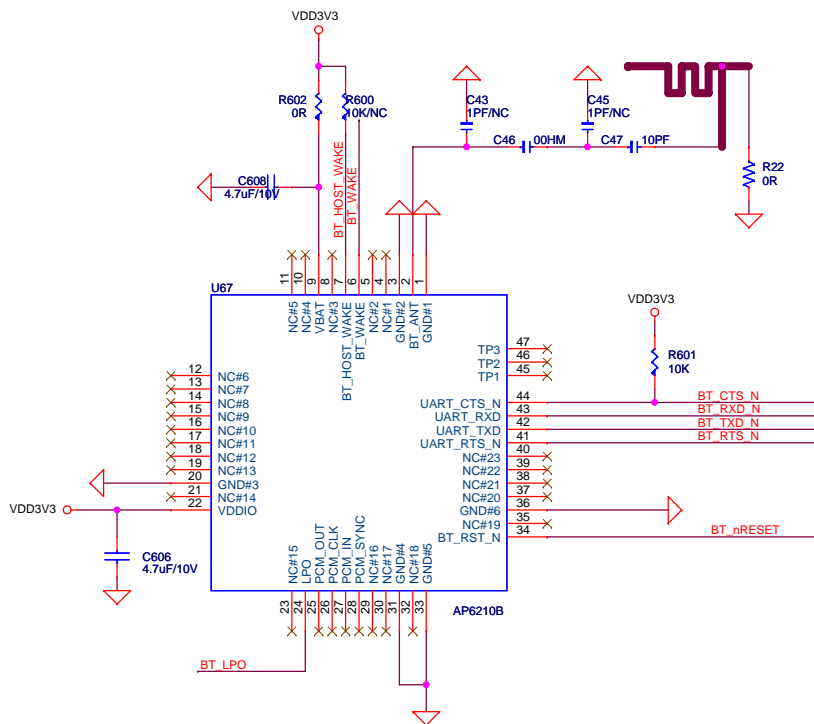 VDD3V3
R602
0R
R600
10K/NC
C43
1PF/NC
C45
1PF/NC
C46
00HM
C47
10PF
R22
0R
C608
4.7uF/10V
BT_HOST_WAKE
BT_WAKE
U67
11
10
9
8
7
6
5
4
3
2
1
NC#5
NC#4
VBAT
NC#3
BT_HOST_WAKE
BT_WAKE
NC#2
NC#1
GND#2
BT_ANT
GND#1
VDD3V3
R601
10K
12 NC#6
13 NC#7
14 NC#8
15 NC#9
16 NC#10
17 NC#11
18 NC#12
19 NC#13
20 GND#3
21 NC#14
22 VDDIO
VDD3V3
C606
4.7uF/10V
TP3 47
TP2 46
TP1 45
UART_CTS_N 44 BT_CTS_N
UART_RXD 43 BT_RXD_N
UART_TXD 42 BT_TXD_N
UART_RTS_N 41 BT_RTS_N
NC#23 40
NC#22 39
NC#21 38
NC#20 37
GND#6 36
NC#19 35
BT_RST_N 34 BT_nRESET
NC#15
LPO
PCM_OUT
PCM_CLK
PCM_IN
PCM_SYNC
NC#16
NC#17
GND#4
NC#18
GND#5
23
24
25
26
27
28
29
30
31
32
33
AP6210B
BT_LPO